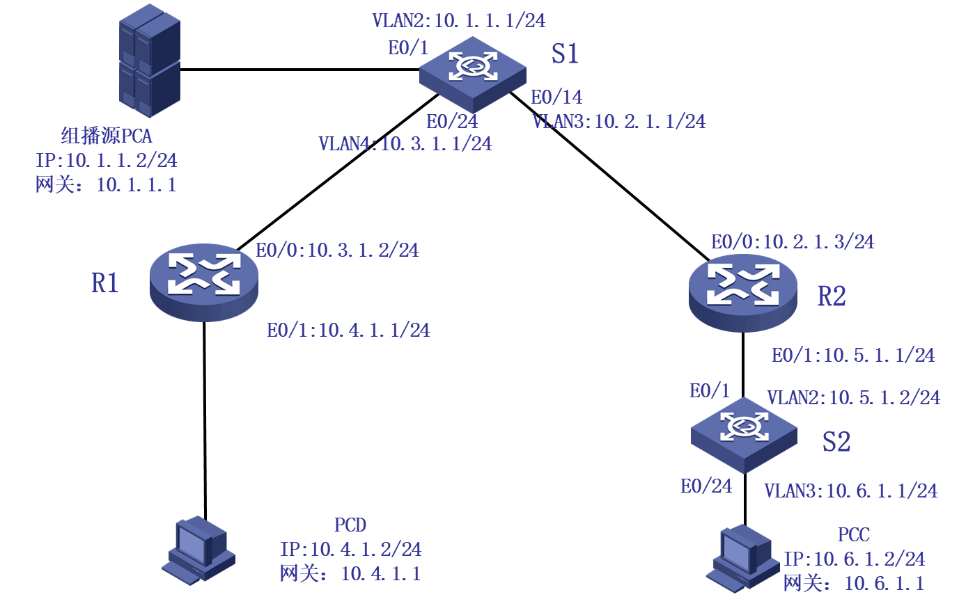 VLAN2:10.1.1.1/24
E0/1
S1
E0/14
VLAN3:10.2.1.1/24
E0/24
VLAN4:10.3.1.1/24
组播源PCA
IP:10.1.1.2/24
网关：10.1.1.1
E0/0:10.3.1.2/24
R1
E0/1:10.4.1.1/24
E0/0:10.2.1.3/24
R2
E0/1:10.5.1.1/24
E0/1
VLAN2:10.5.1.2/24
S2
E0/24
VLAN3:10.6.1.1/24
PCD
IP:10.4.1.2/24
网关：10.4.1.1
PCC
IP:10.6.1.2/24
网关：10.6.1.1